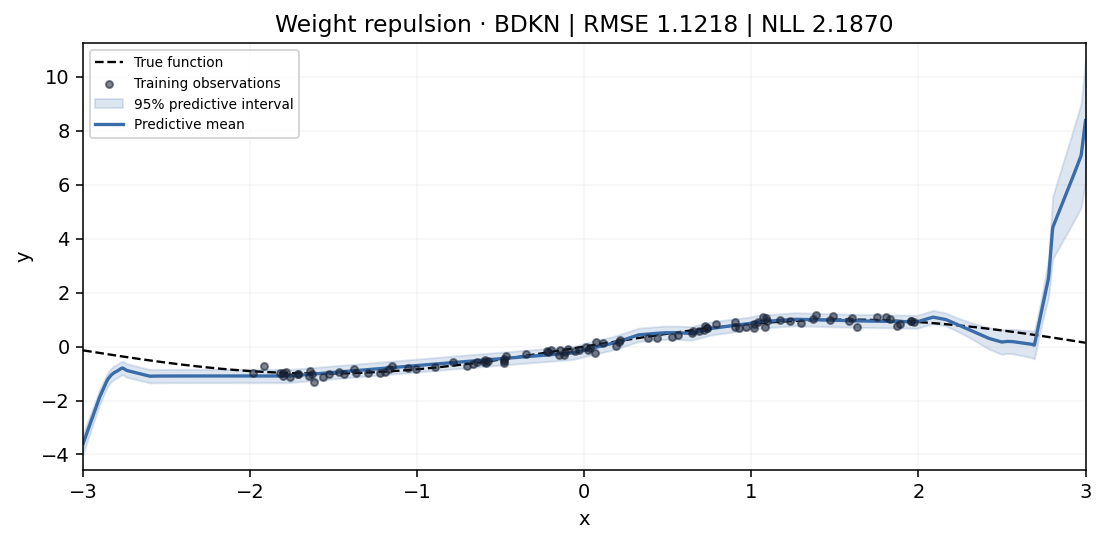 Weight repulsion · BDKN | RMSE 1.1218 | NLL 2.1870
True function
Training observations
95% predictive interval
Predictive mean
10
8
6
4
2
0
−2
−4
y
−3 −2 −1 0 1 2 3
x